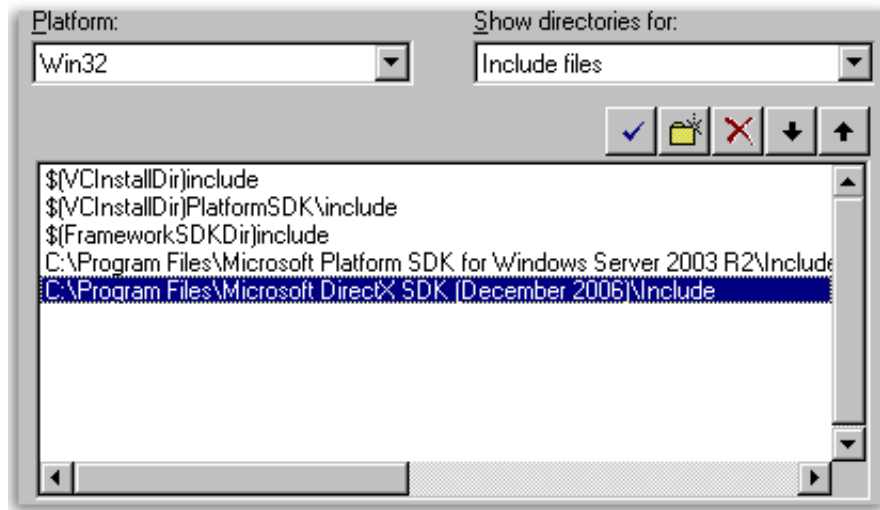 Platform:
Show directories for:
Win32
Include files
$(VCInstallDir)include
$(VCInstallDir)PlatformSDK\include
$(FrameworkSDKDir)include
C:\Program Files\Microsoft Platform SDK for Windows Server 2003 R2\Include
C:\Program Files\Microsoft DirectX SDK (December 2006)\Include